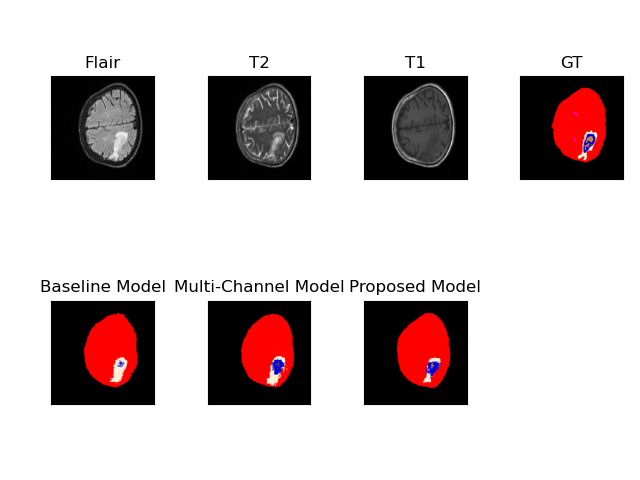 Flair
T2
T1
GT
Baseline Model
Multi-Channel Model
Proposed Model